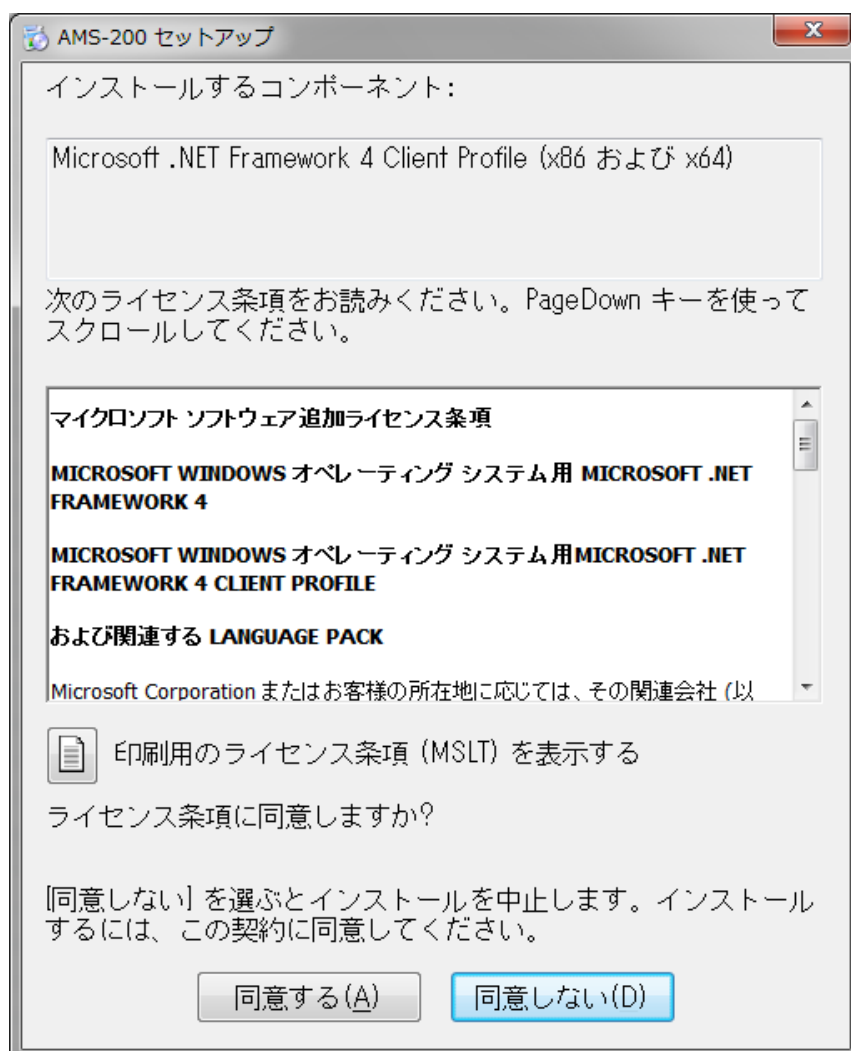 AMS-200 セットアップ
インストールするコンポーネント:
Microsoft .NET Framework 4 Client Profile (x86 および x64)
次のライセンス条項をお読みください。PageDown キーを使って
スクロールしてください。
マイクロソフト ソフトウェア追加ライセンス条項
MICROSOFT WINDOWS オペレーティング システム用 MICROSOFT .NET
FRAMEWORK 4
MICROSOFT WINDOWS オペレーティング システム用MICROSOFT .NET
FRAMEWORK 4 CLIENT PROFILE
および関連する LANGUAGE PACK
Microsoft Corporation またはお客様の所在地に応じては、その関連会社 (以
印刷用のライセンス条項 (MSLT) を表示する
ライセンス条項に同意しますか?
[同意しない] を選ぶとインストールを中止します。インストール
するには、この契約に同意してください。
同意する(A)
同意しない(D)